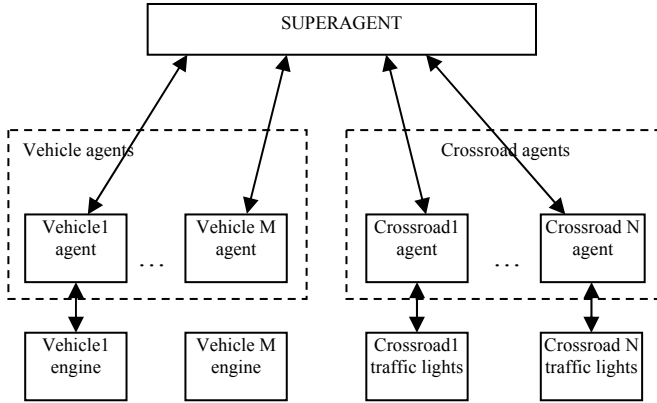 SUPERAGENT
Vehicle agents
Crossroad agents
Vehicle1
agent
...
Vehicle M
agent
Crossroad1
agent
...
Crossroad N
agent
Vehicle1
engine
Vehicle M
engine
Crossroad1
traffic lights
Crossroad N
traffic lights